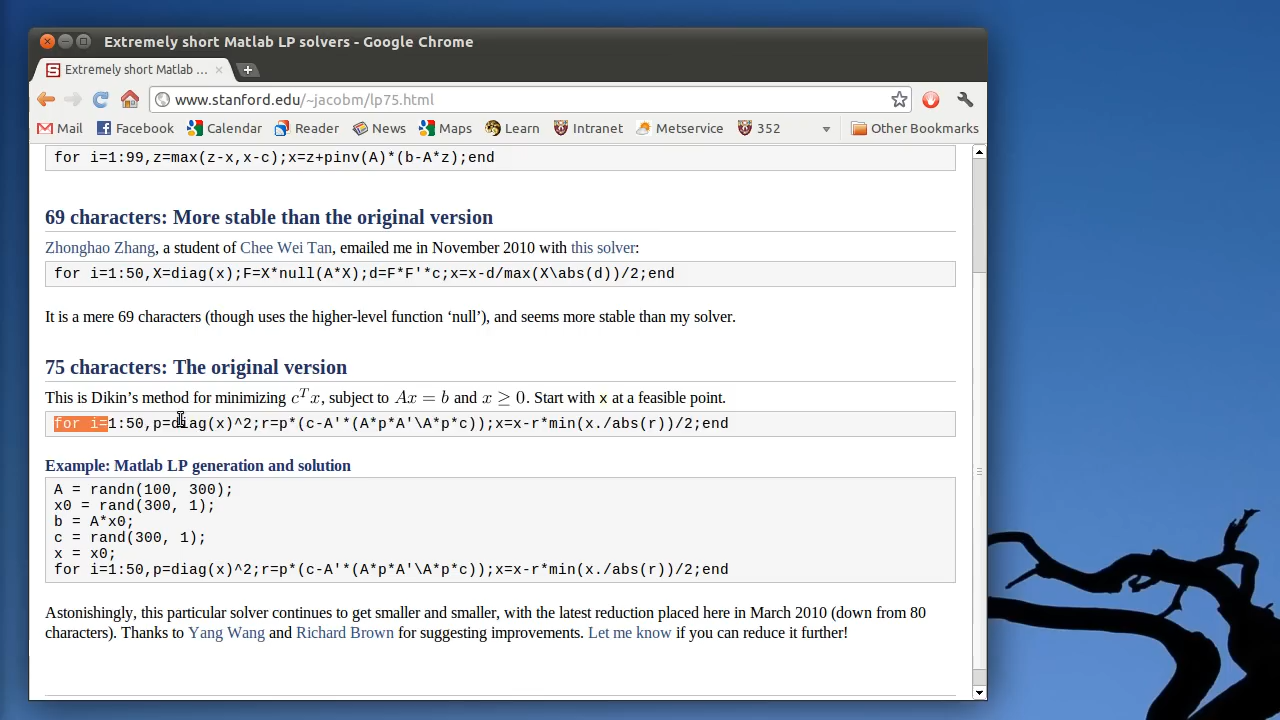 Extremely short Matlab LP solvers - Google Chrome
Extremely short Matlab ...
www.stanford.edu/~jacobm/lp75.html
Mail Facebook Calendar Reader News Maps Learn Intranet Metservice 352 Other Bookmarks
for i=1:99,z=max(z-x,x-c);x=z+pinv(A)*(b-A*z);end
69 characters: More stable than the original version
Zhonghao Zhang, a student of Chee Wei Tan, emailed me in November 2010 with this solver:
for i=1:50,X=diag(x);F=X*null(A*X);d=F*F'*c;x=x-d/max(X\abs(d))/2;end
It is a mere 69 characters (though uses the higher-level function ‘null’), and seems more stable than my solver.
75 characters: The original version
This is Dikin’s method for minimizing c^T x, subject to Ax = b and x ≥ 0. Start with x at a feasible point.
for i=1:50,p=diag(x)^2;r=p*(c-A'*(A*p*A'\A*p*c));x=x-r*min(x./abs(r))/2;end
Example: Matlab LP generation and solution
A = randn(100, 300);
x0 = rand(300, 1);
b = A*x0;
c = rand(300, 1);
x = x0;
for i=1:50,p=diag(x)^2;r=p*(c-A'*(A*p*A'\A*p*c));x=x-r*min(x./abs(r))/2;end
Astonishingly, this particular solver continues to get smaller and smaller, with the latest reduction placed here in March 2010 (down from 80
characters). Thanks to Yang Wang and Richard Brown for suggesting improvements. Let me know if you can reduce it further!